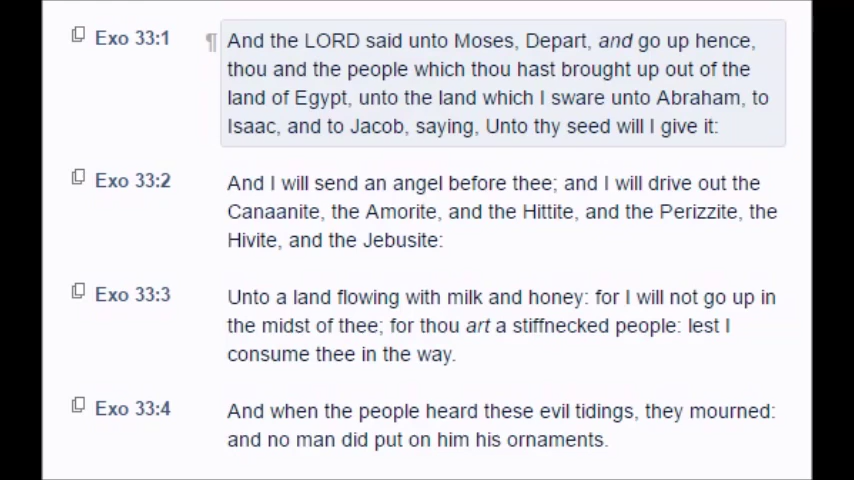 Exo 33:1 ¶ And the LORD said unto Moses, Depart, and go up hence,
thou and the people which thou hast brought up out of the
land of Egypt, unto the land which I sware unto Abraham, to
Isaac, and to Jacob, saying, Unto thy seed will I give it:
Exo 33:2 And I will send an angel before thee; and I will drive out the
Canaanite, the Amorite, and the Hittite, and the Perizzite, the
Hivite, and the Jebusite:
Exo 33:3 Unto a land flowing with milk and honey: for I will not go up in
the midst of thee; for thou art a stiffnecked people: lest I
consume thee in the way.
Exo 33:4 And when the people heard these evil tidings, they mourned:
and no man did put on him his ornaments.